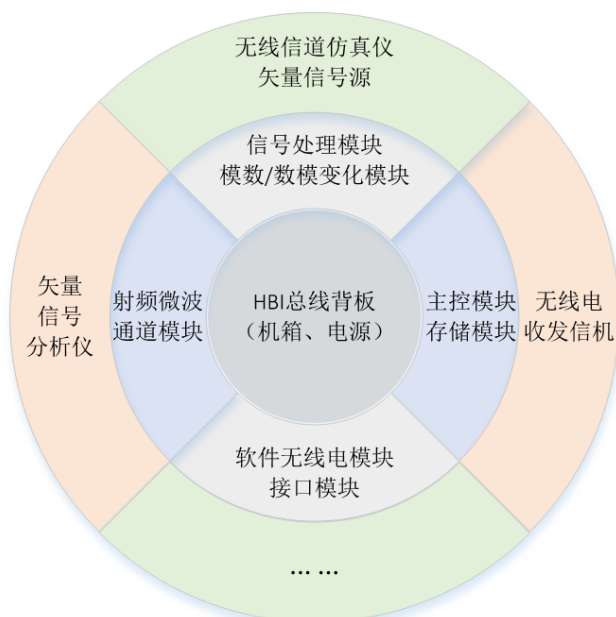 无线信道仿真仪
矢量信号源
信号处理模块
模数/数模变化模块
矢量
信号
分析仪
射频微波
通道模块
HBI总线背板
（机箱、电源）
主控模块
存储模块
无线电
收发信机
软件无线电模块
接口模块
... ...